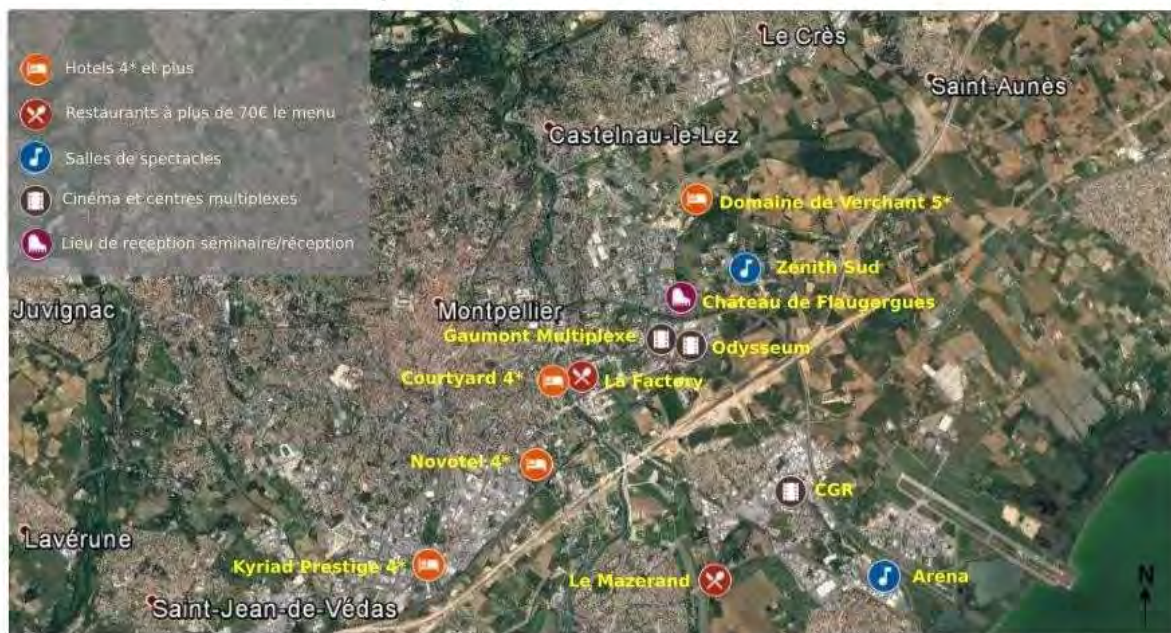 Hotels 4* et plus
Restaurants à plus de 70€ le menu
Salles de spectacles
Cinéma et centres multiplexes
Lieu de reception séminaire/réception
Le Crès
Saint-Aunès
Castelnau-le-Lez
Domaine de Verchant 5*
Zénith Sud
Château de Flaugergues
Juvignac
Montpellier
Gaumont Multiplexe
Odysseum
Courtyard 4*
La Factory
Novotel 4*
CGR
Lavérune
Kyriad Prestige 4*
Le Mazerand
Arena
N
Saint-Jean-de-Védas